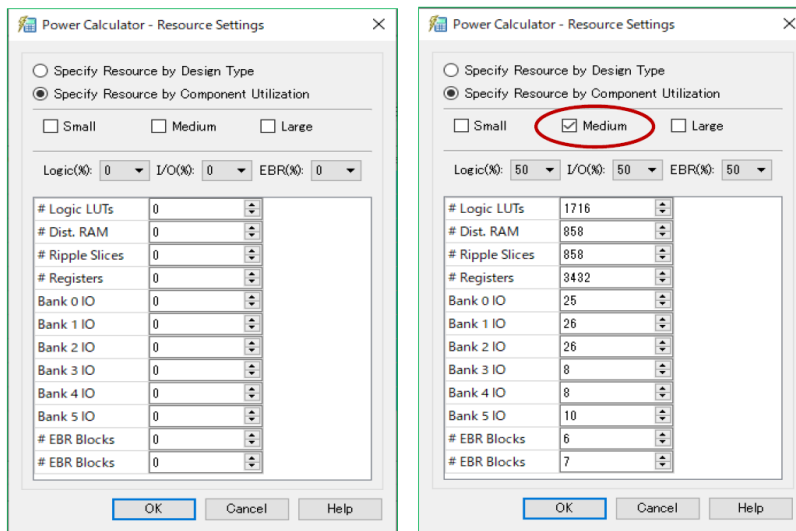 Power Calculator - Resource Settings
Specify Resource by Design Type
Specify Resource by Component Utilization
Small Medium Large
Logic(%): 0 I/O(%): 0 EBR(%): 0
# Logic LUTs 0
# Dist. RAM 0
# Ripple Slices 0
# Registers 0
Bank 0 IO 0
Bank 1 IO 0
Bank 2 IO 0
Bank 3 IO 0
Bank 4 IO 0
Bank 5 IO 0
# EBR Blocks 0
# EBR Blocks 0
OK Cancel Help
Power Calculator - Resource Settings
Specify Resource by Design Type
Specify Resource by Component Utilization
Small Medium Large
Logic(%): 50 I/O(%): 50 EBR(%): 50
# Logic LUTs 1716
# Dist. RAM 858
# Ripple Slices 858
# Registers 3432
Bank 0 IO 25
Bank 1 IO 26
Bank 2 IO 26
Bank 3 IO 8
Bank 4 IO 8
Bank 5 IO 10
# EBR Blocks 6
# EBR Blocks 7
OK Cancel Help